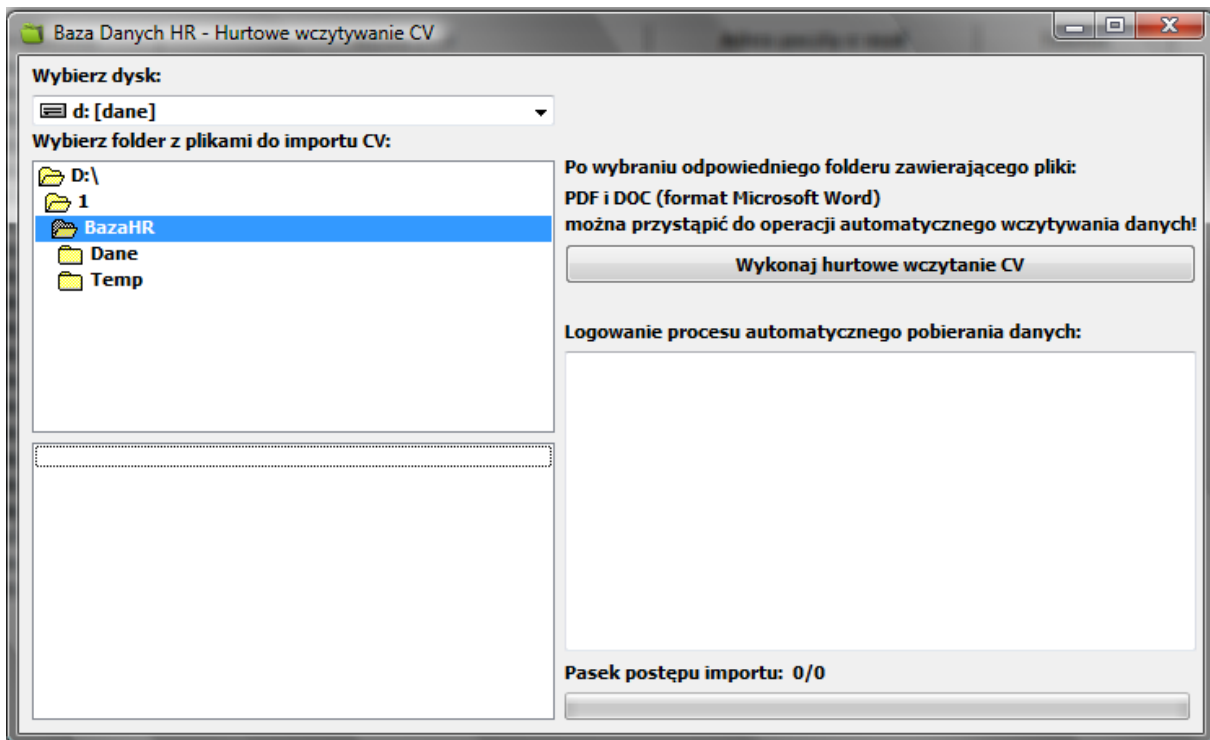 Baza Danych HR - Hurtowe wczytywanie CV
Wybierz dysk:
d: [dane]
Wybierz folder z plikami do importu CV:
D:\
1
BazaHR
Dane
Temp
Po wybraniu odpowiedniego folderu zawierającego pliki:
PDF i DOC (format Microsoft Word)
można przystąpić do operacji automatycznego wczytywania danych!
Wykonaj hurtowe wczytanie CV
Logowanie procesu automatycznego pobierania danych:
Pasek postępu importu: 0/0